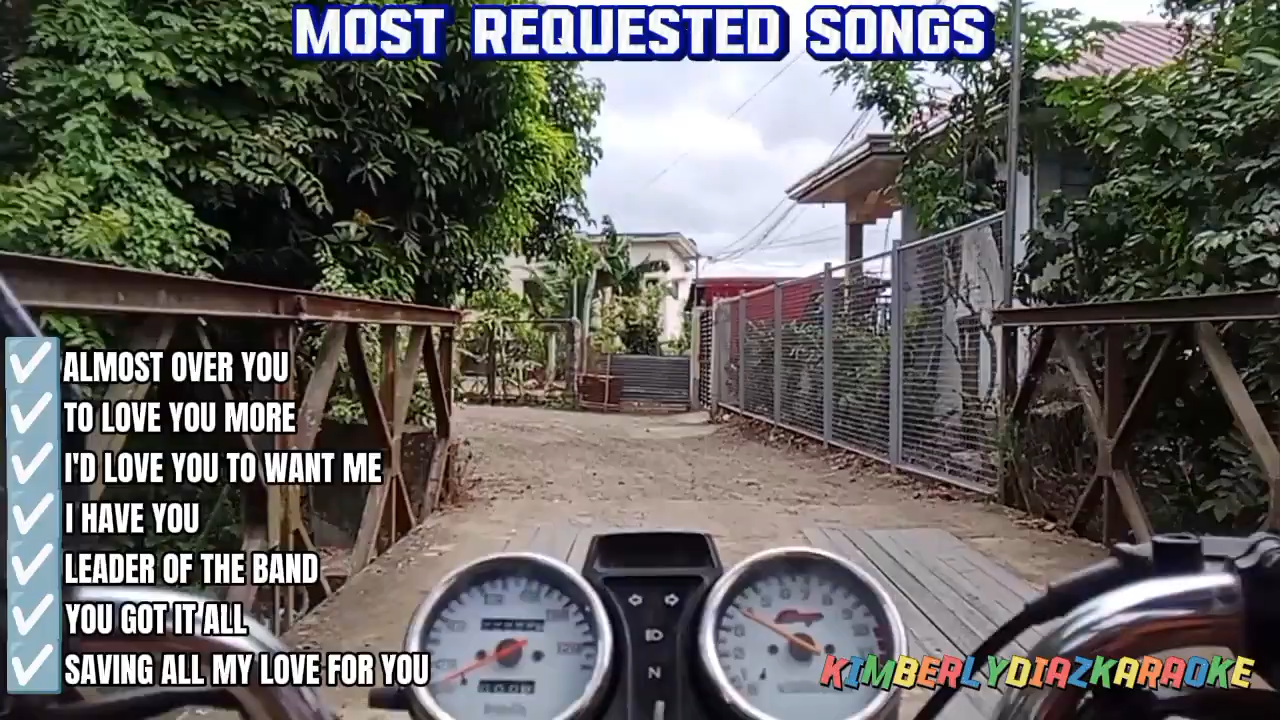 MOST REQUESTED SONGS
ALMOST OVER YOU
TO LOVE YOU MORE
I'D LOVE YOU TO WANT ME
I HAVE YOU
LEADER OF THE BAND
YOU GOT IT ALL
SAVING ALL MY LOVE FOR YOU
N
KIMBERLYDIAZKARAOKE